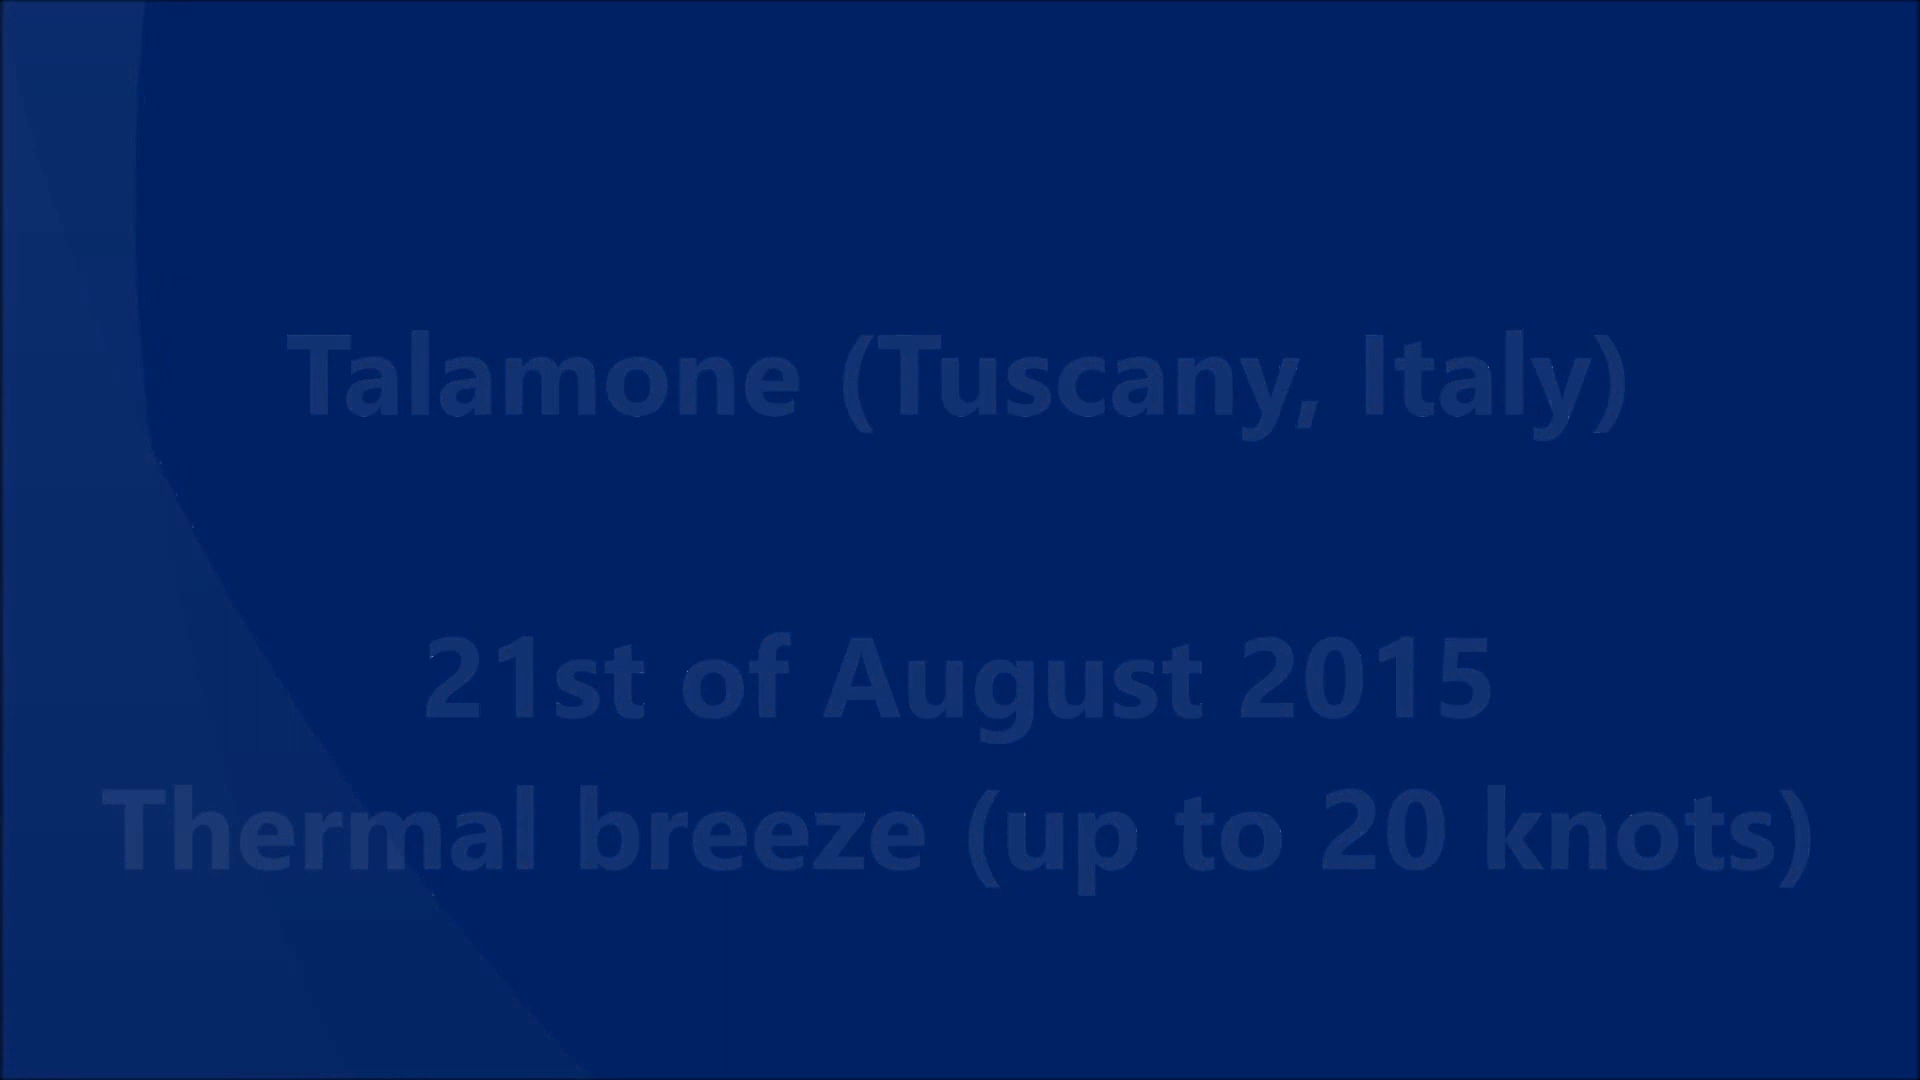 Talamone (Tuscany, Italy)
21st of August 2015
Thermal breeze (up to 20 knots)